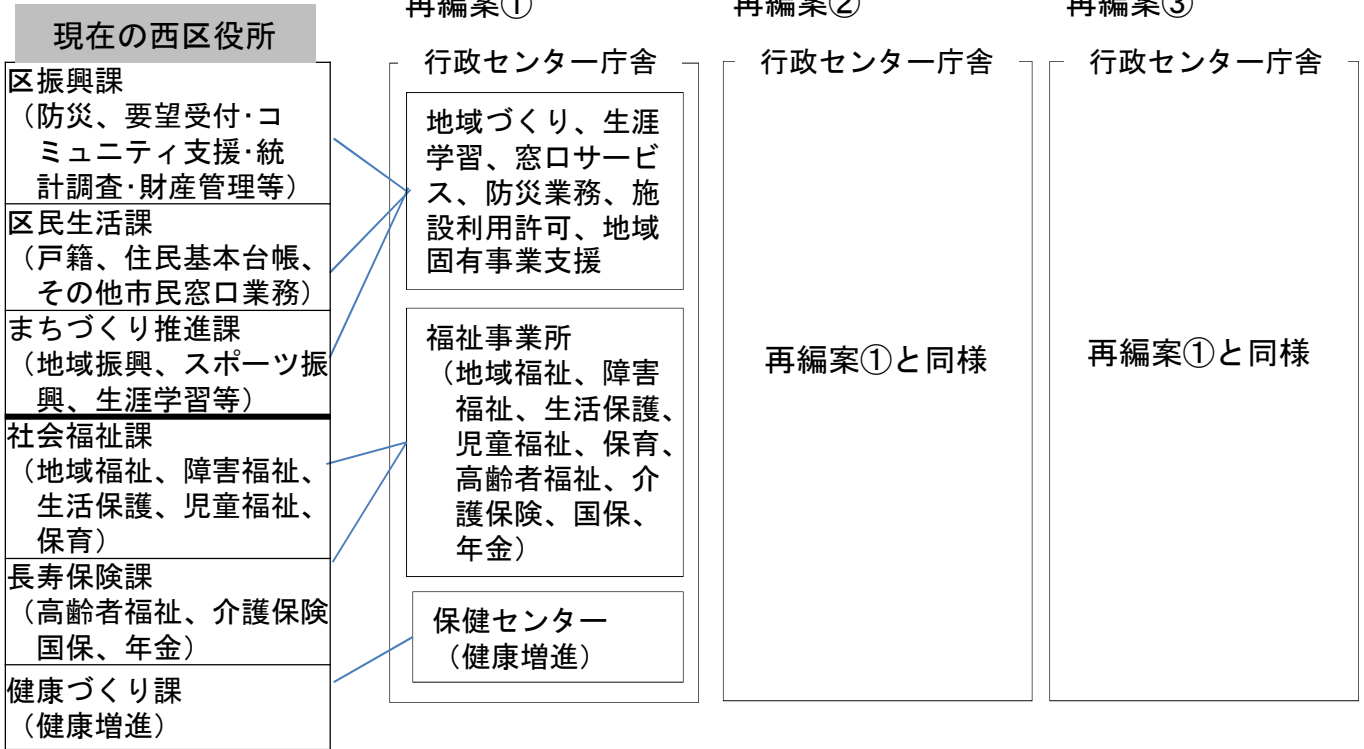 再編案①
再編案②
再編案③
現在の西区役所
区振興課
（防災、要望受付･コ
ミュニティ支援･統
計調査･財産管理等）
区民生活課
（戸籍、住民基本台帳、
その他市民窓口業務）
まちづくり推進課
（地域振興、スポーツ振
興、生涯学習等）
社会福祉課
（地域福祉、障害福祉、
生活保護、児童福祉、
保育）
長寿保険課
（高齢者福祉、介護保険
国保、年金）
健康づくり課
（健康増進）
行政センター庁舎
地域づくり、生涯
学習、窓口サービ
ス、防災業務、施
設利用許可、地域
固有事業支援
福祉事業所
（地域福祉、障害
福祉、生活保護、
児童福祉、保育、
高齢者福祉、介
護保険、国保、
年金）
保健センター
（健康増進）
行政センター庁舎
再編案①と同様
行政センター庁舎
再編案①と同様